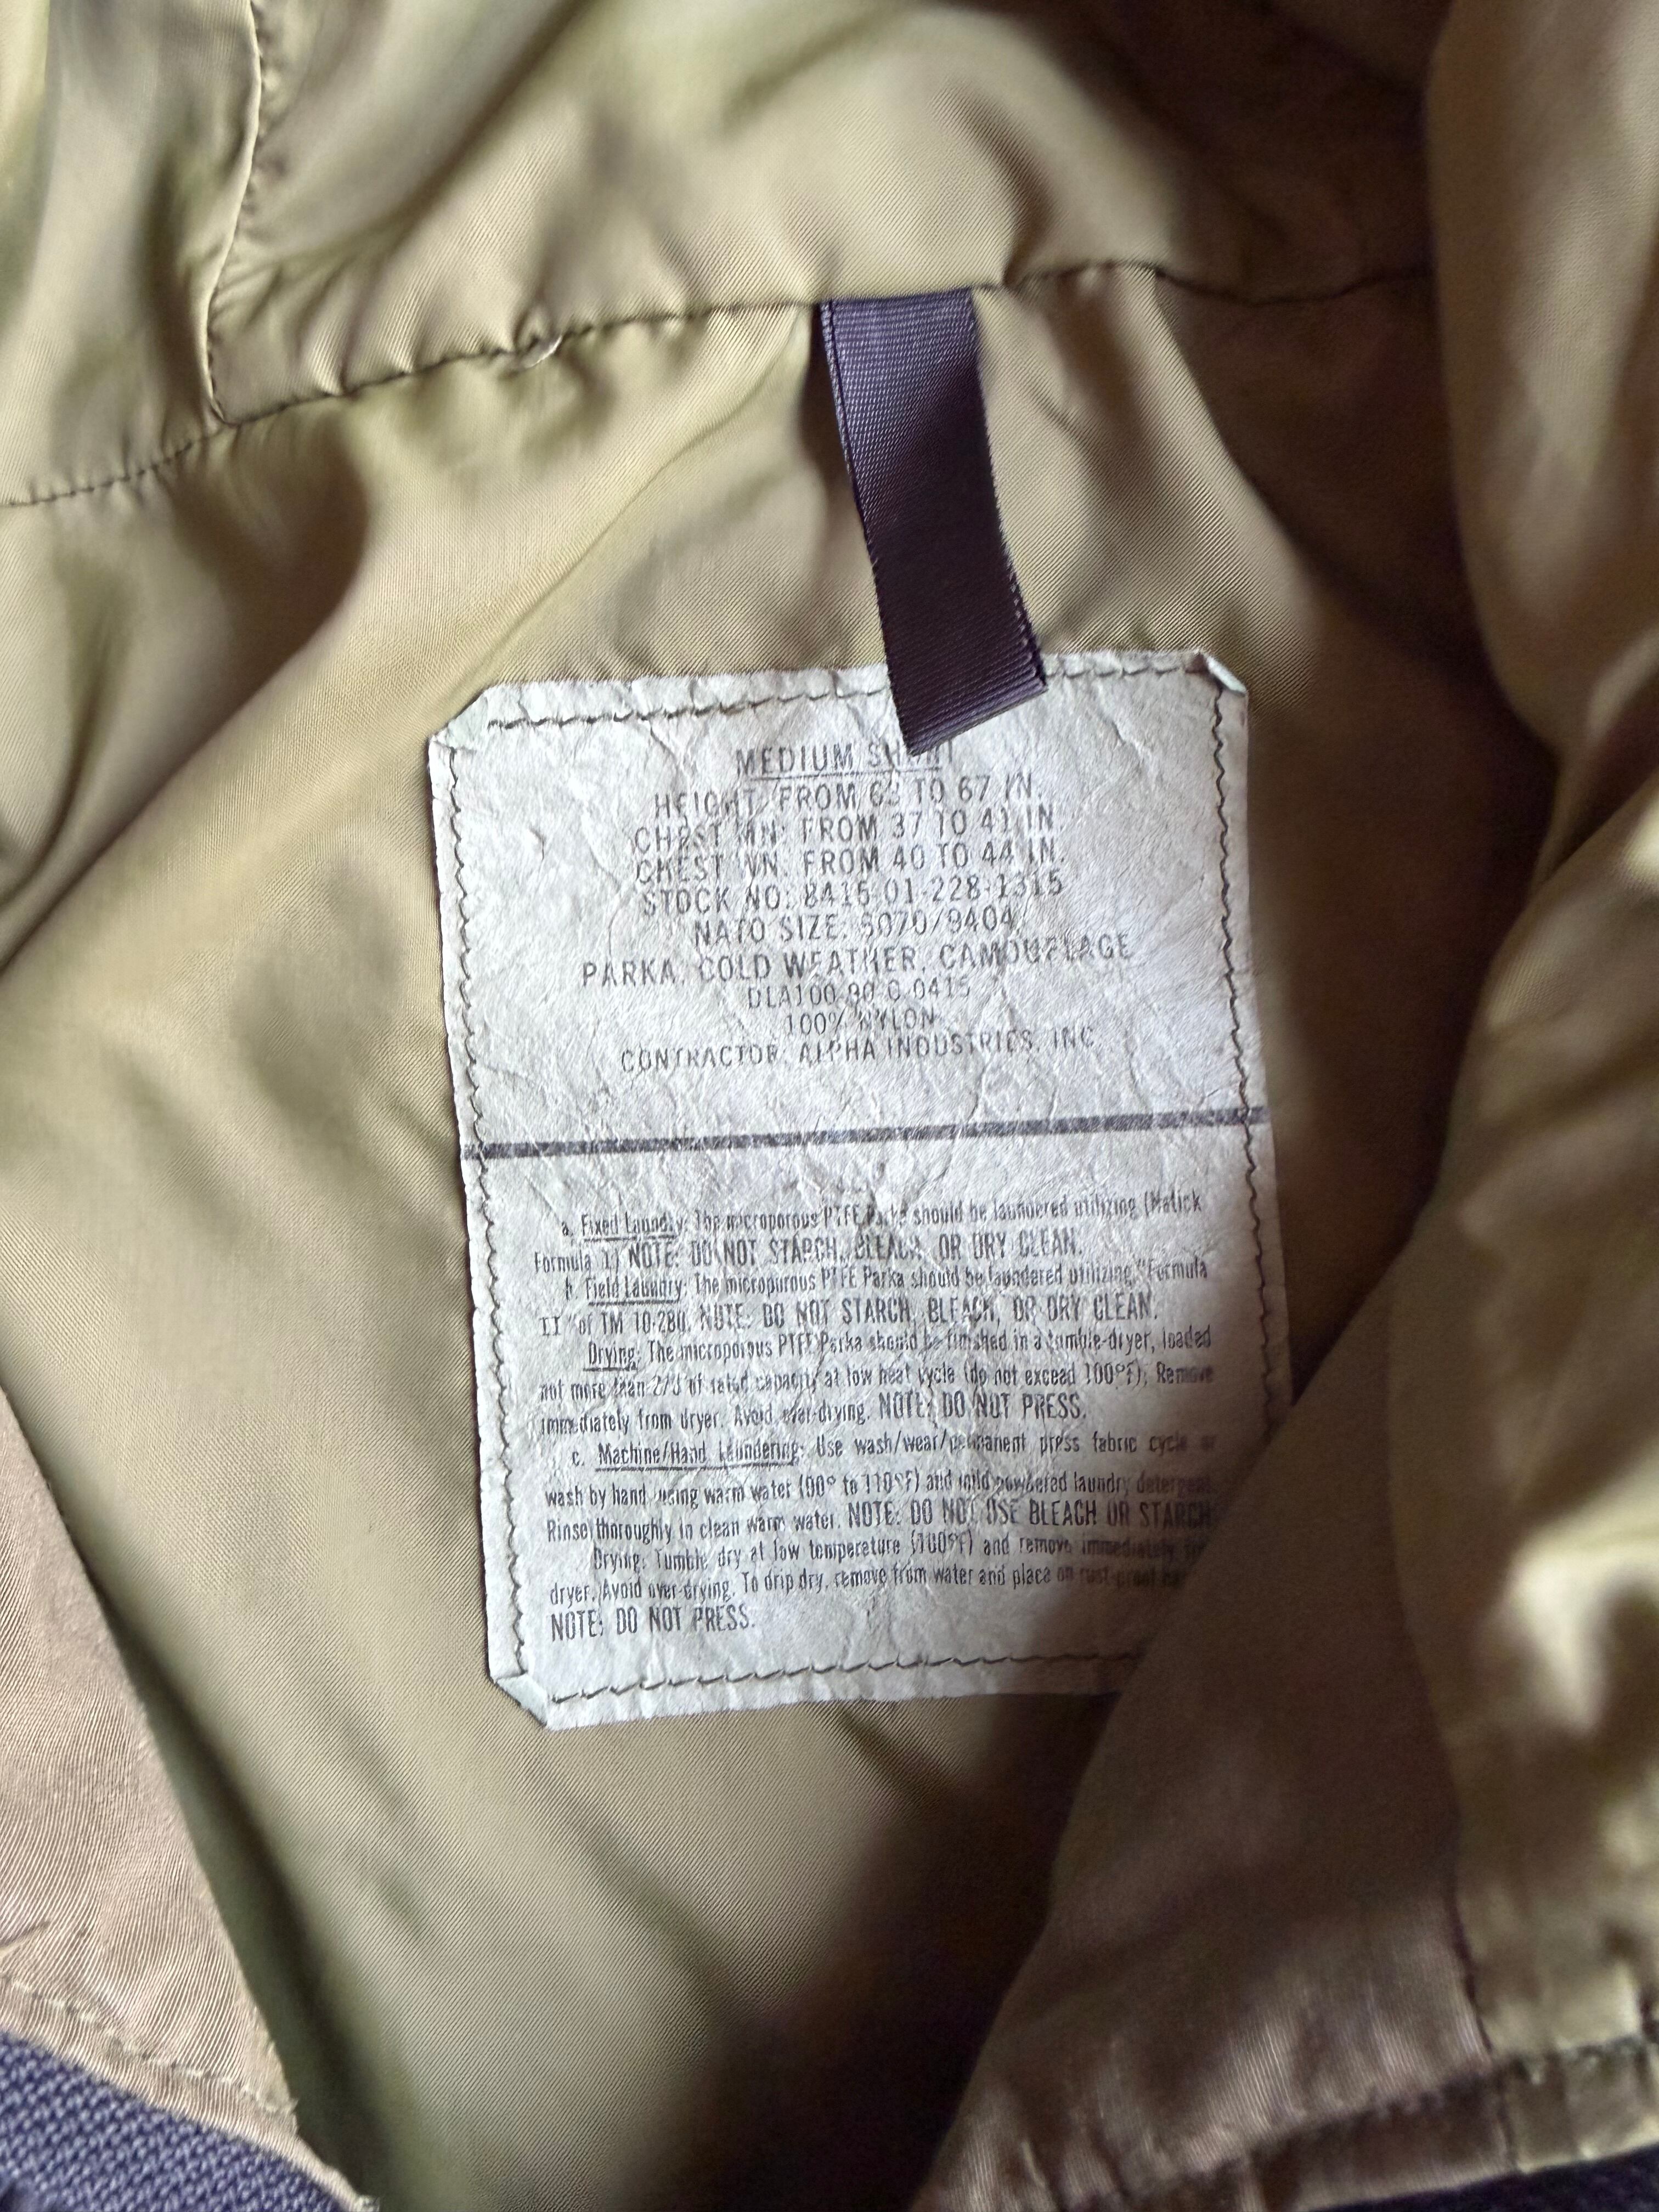 MEDIUM
HEIGHT: FROM 63 TO 67 IN.
CHEST MN: FROM 37 TO 41 IN.
CHEST WN. FROM 40 TO 44 IN.
STOCK NO: 8415-01-228-1315
NATO SIZE:
PARKA, COLD WEATHER, CAMOUFLAGE
DLA100-90-C-0415
100% NYLON
CONTRACTOR: ALPHA INDUSTRIES, INC
a. Fixed Laundry: The microporous PTFE Parka should be laundered utilizing (Natick
Formula 1) NOTE: DO NOT STARCH, BLEACH, OR DRY CLEAN.
b. Field Laundry: The microporous PTFE Parka should be laundered utilizing "Formula
II" of TM 10-280. NOTE: DO NOT STARCH, BLEACH, OR DRY CLEAN.
Drying: The microporous PTFE Parka should be finished in a tumble-dryer, loaded
not more than 2/3 of rated capacity at low heat cycle (do not exceed 100°F). Remove
immediately from dryer. Avoid over-drying. NOTE: DO NOT PRESS.
c. Machine/Hand Laundering: Use wash/wear/permanent press fabric cycle or
wash by hand using warm water (90° to 110°F) and mild powdered laundry detergent.
Rinse thoroughly in clean warm water. NOTE: DO NOT USE BLEACH OR STARCH
Drying: Tumble dry at low temperature (100°F) and remove immediately
dryer. Avoid over-drying. To drip dry, remove from water and place on rust-proof
NOTE: DO NOT PRESS.